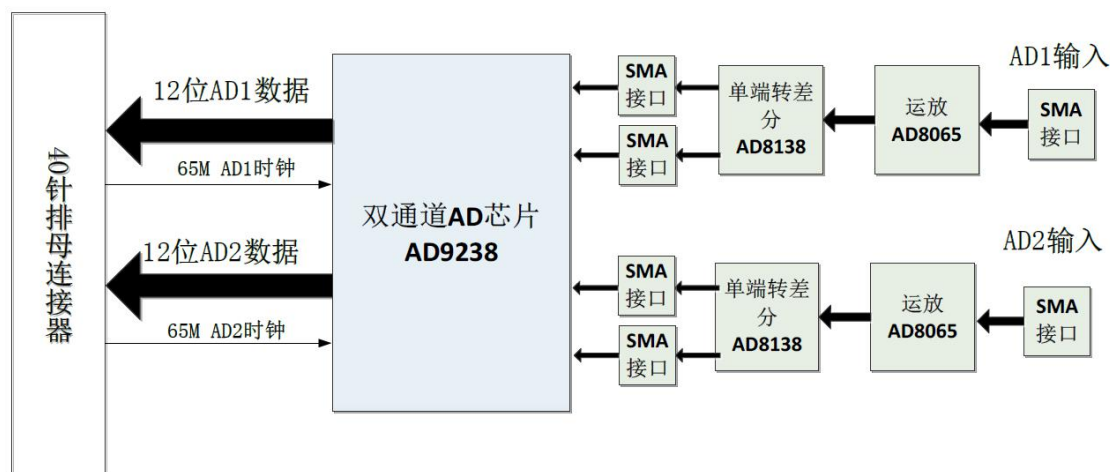 40针排母连接器
12位AD1数据
65M AD1时钟
12位AD2数据
65M AD2时钟
双通道AD芯片
AD9238
SMA
接口
SMA
接口
单端转差
分
AD8138
运放
AD8065
AD1输入
SMA
接口
SMA
接口
SMA
接口
单端转差
分
AD8138
运放
AD8065
AD2输入
SMA
接口